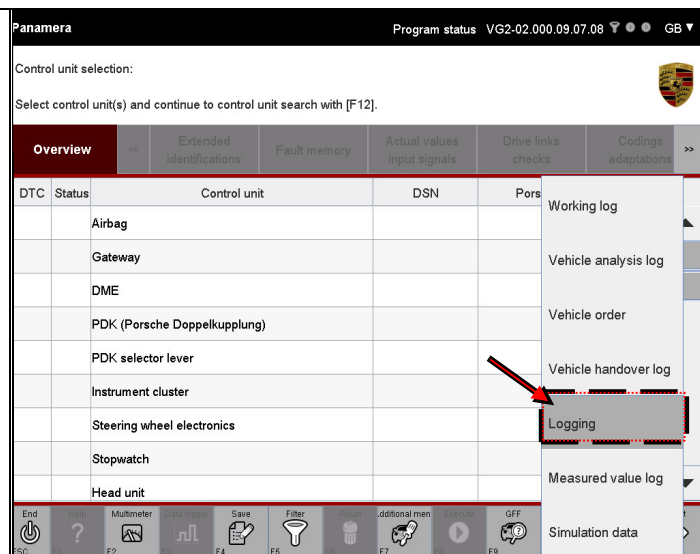 Panamera
Program status VG2-02.000.09.07.08 GB
Control unit selection:
Select control unit(s) and continue to control unit search with [F12].
Overview << Extended identifications Fault memory Actual values input signals Drive links checks Codings adaptations >>
DTC Status Control unit DSN Pors
Airbag
Gateway
DME
PDK (Porsche Doppelkupplung)
PDK selector lever
Instrument cluster
Steering wheel electronics
Stopwatch
Head unit
Working log
Vehicle analysis log
Vehicle order
Vehicle handover log
Logging
Measured value log
Simulation data
End Help Multimeter Data logger Save Filter Reset .dditional men Execute GFF t
ESC F1 F2 F3 F4 F5 F6 F7 F8 F9